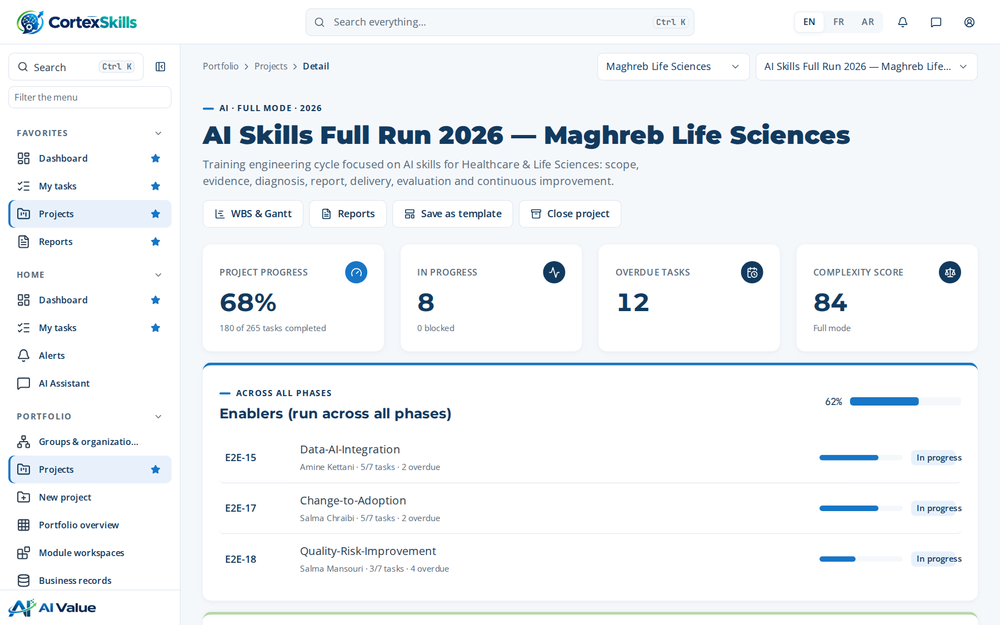 CortexSkills
Search everything...
Ctrl K
EN
FR
AR
Search
Ctrl K
Filter the menu
FAVORITES
Dashboard
My tasks
Projects
Reports
HOME
Dashboard
My tasks
Alerts
AI Assistant
PORTFOLIO
Groups & organizatio...
Projects
New project
Portfolio overview
Module workspaces
Business records
AI AI Value
Portfolio > Projects > Detail
Maghreb Life Sciences
AI Skills Full Run 2026 — Maghreb Life...
AI · FULL MODE · 2026
AI Skills Full Run 2026 — Maghreb Life Sciences
Training engineering cycle focused on AI skills for Healthcare & Life Sciences: scope,
evidence, diagnosis, report, delivery, evaluation and continuous improvement.
WBS & Gantt
Reports
Save as template
Close project
PROJECT PROGRESS
68%
180 of 265 tasks completed
IN PROGRESS
8
0 blocked
OVERDUE TASKS
12
COMPLEXITY SCORE
84
Full mode
ACROSS ALL PHASES
Enablers (run across all phases)
62%
E2E-15
Data-AI-Integration
Amine Kettani · 5/7 tasks · 2 overdue
In progress
E2E-17
Change-to-Adoption
Salma Chraibi · 5/7 tasks · 2 overdue
In progress
E2E-18
Quality-Risk-Improvement
Salma Mansouri · 3/7 tasks · 4 overdue
In progress